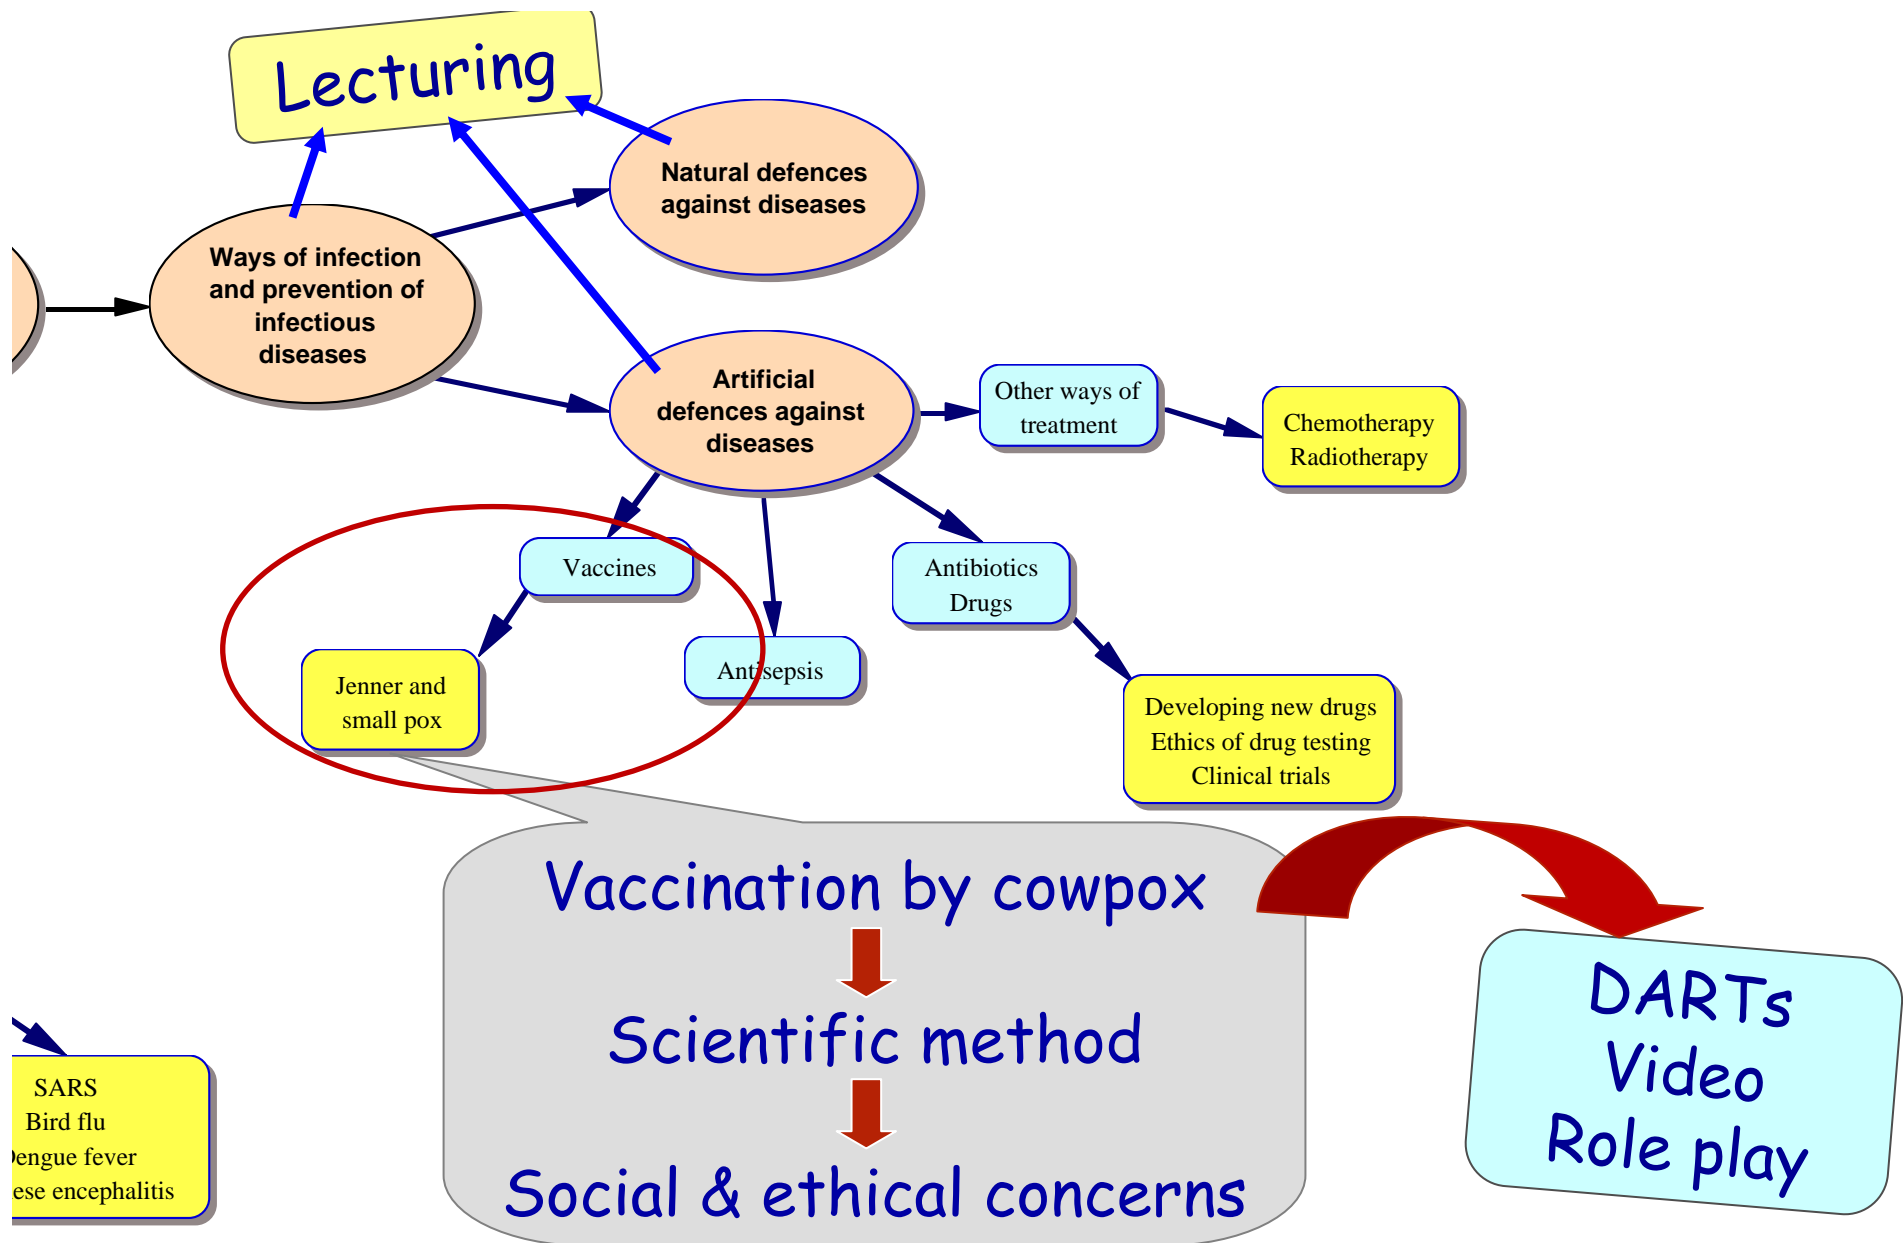 Lecturing
Natural defences
against diseases
Ways of infection
and prevention of
infectious
diseases
Artificial
defences against
diseases
Other ways of
treatment
Chemotherapy
Radiotherapy
Vaccines
Antibiotics
Drugs
Jenner and
small pox
Antisepsis
Developing new drugs
Ethics of drug testing
Clinical trials
Vaccination by cowpox
Scientific method
Social & ethical concerns
DARTs
Video
Role play
SARS
Bird flu
fever
encephalitis